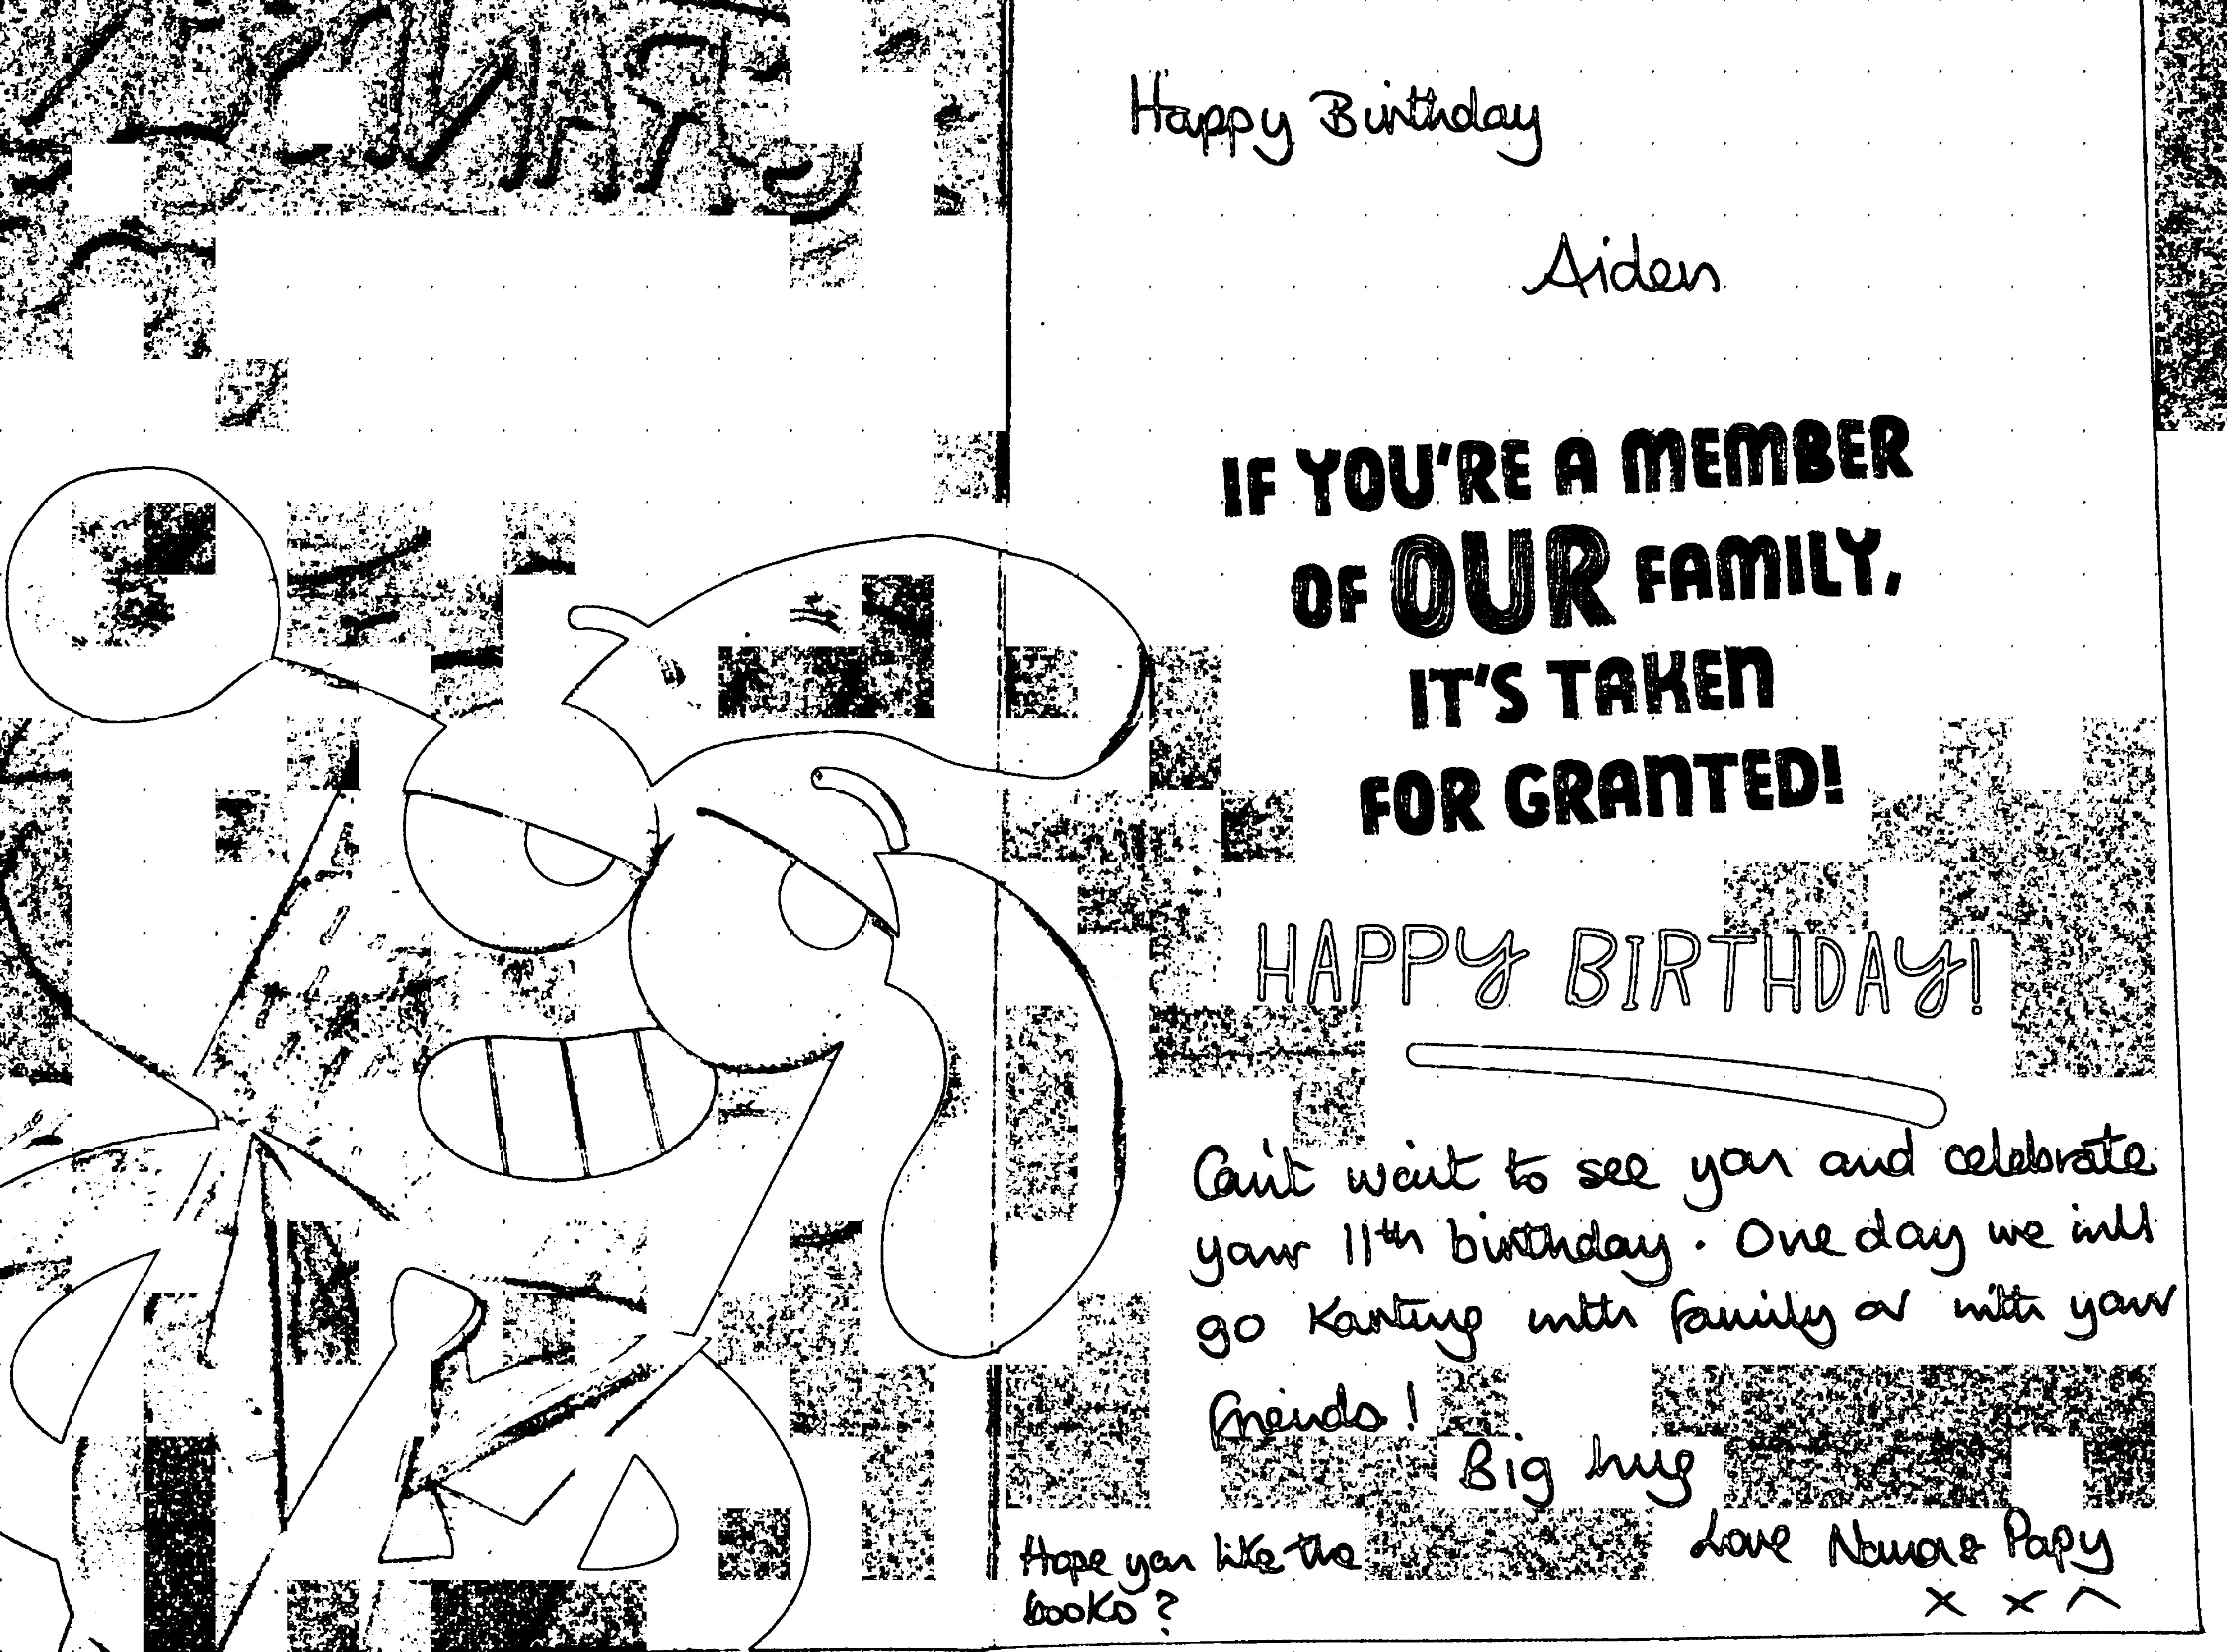 Happy Birthday
Aiden
IF YOU'RE A MEMBER
OF OUR FAMILY,
IT'S TAKEN
FOR GRANTED!
HAPPY BIRTHDAY!
Can't wait to see you and celebrate
your 11th birthday. One day we will
go Karting with family or with your
friends!
Big hug
Love Nana & Papy
x x x
Hope you like the
books?